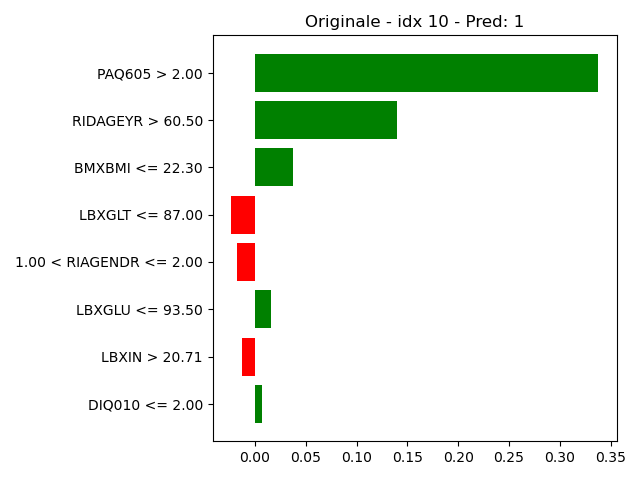 Originale - idx 10 - Pred: 1
PAQ605 > 2.00
RIDAGEYR > 60.50
BMXBMI <= 22.30
LBXGLT <= 87.00
1.00 < RIAGENDR <= 2.00
LBXGLU <= 93.50
LBXIN > 20.71
DIQ010 <= 2.00
0.00 0.05 0.10 0.15 0.20 0.25 0.30 0.35